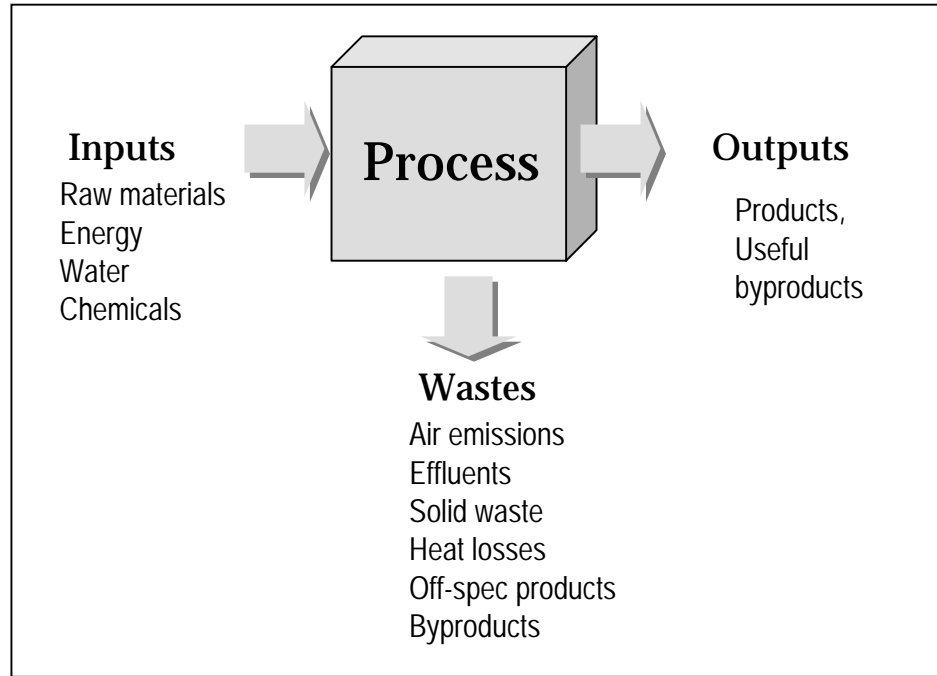 Inputs
Raw materials
Energy
Water
Chemicals
Process
Outputs
Products,
Useful
byproducts
Wastes
Air emissions
Effluents
Solid waste
Heat losses
Off-spec products
Byproducts